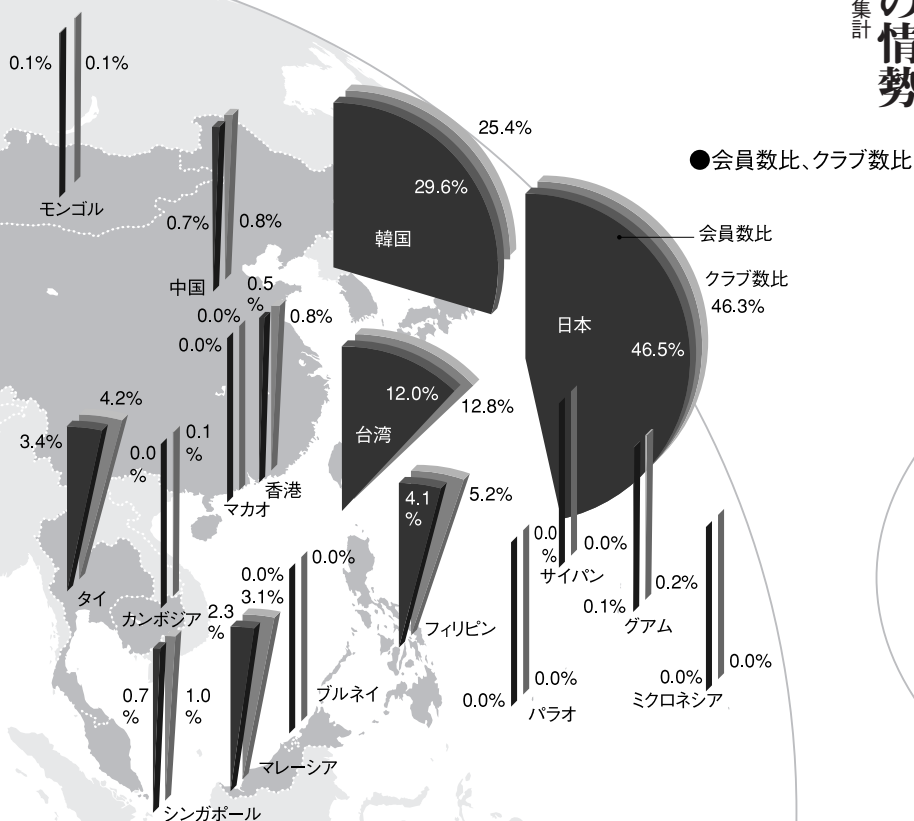 の情勢
集計
●会員数比、クラブ数比
0.1%
0.1%
モンゴル
0.7%
0.8%
中国
25.4%
29.6%
韓国
会員数比
クラブ数比
46.3%
日本
46.5%
0.5
%
0.8%
香港
0.0%
0.0%
マカオ
12.0%
12.8%
台湾
4.2%
3.4%
タイ
0.0
%
0.1
%
カンボジア
4.1
%
5.2%
フィリピン
0.0
%
0.0%
サイパン
0.2%
0.1%
グアム
0.0%
0.0%
ミクロネシア
0.0%
0.0%
パラオ
0.0%
0.0%
ブルネイ
3.1%
2.3
%
マレーシア
0.7
%
1.0
%
シンガポール